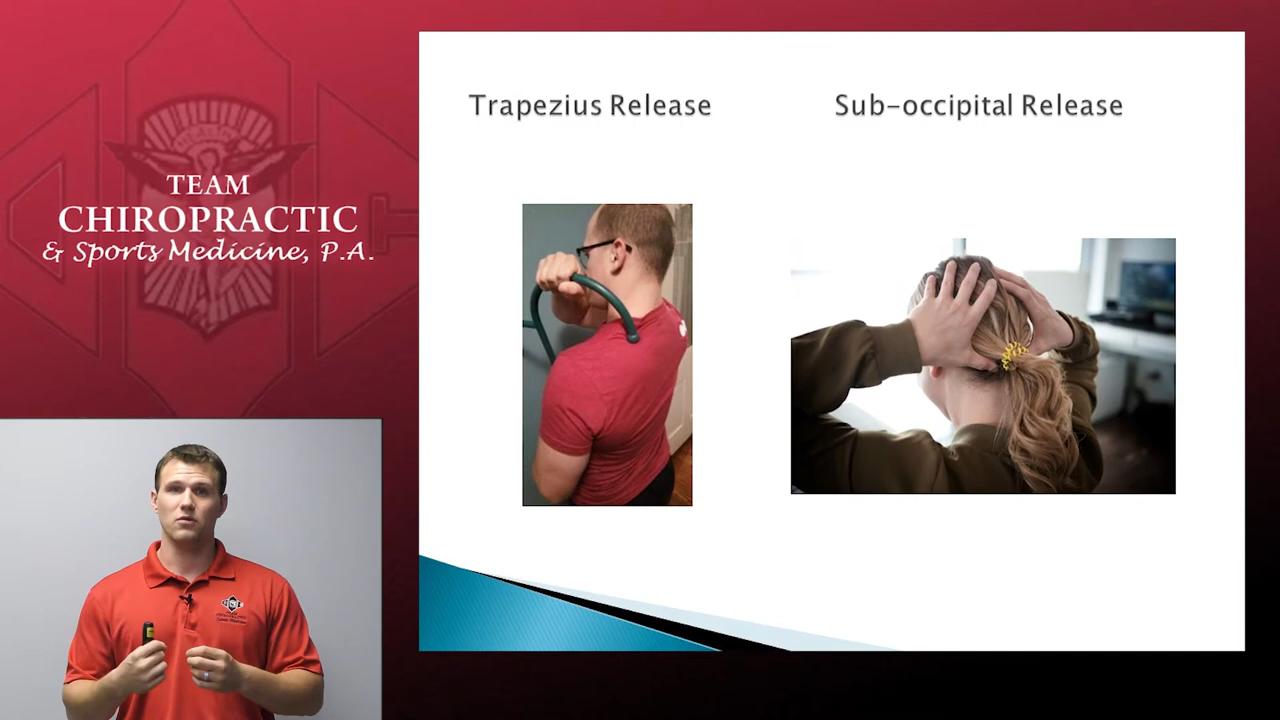 TEAM
CHIROPRACTIC
& Sports Medicine, P.A.
Trapezius Release
Sub-occipital Release